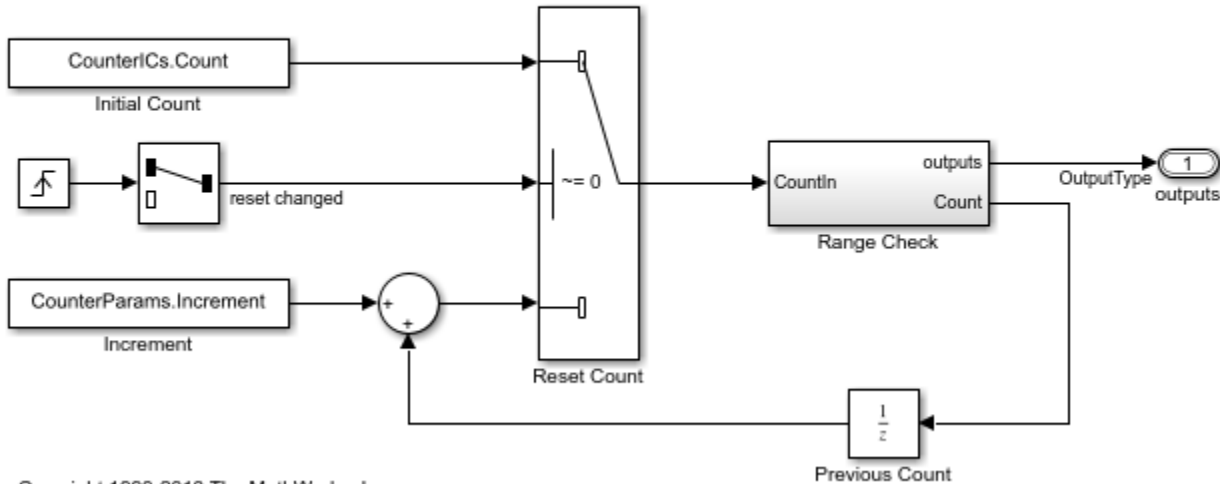 CounterICs.Count
Initial Count
reset changed
~= 0
CounterParams.Increment
Increment
+
+
Reset Count
CountIn
outputs
Count
Range Check
OutputType
1
outputs
1
z
Previous Count